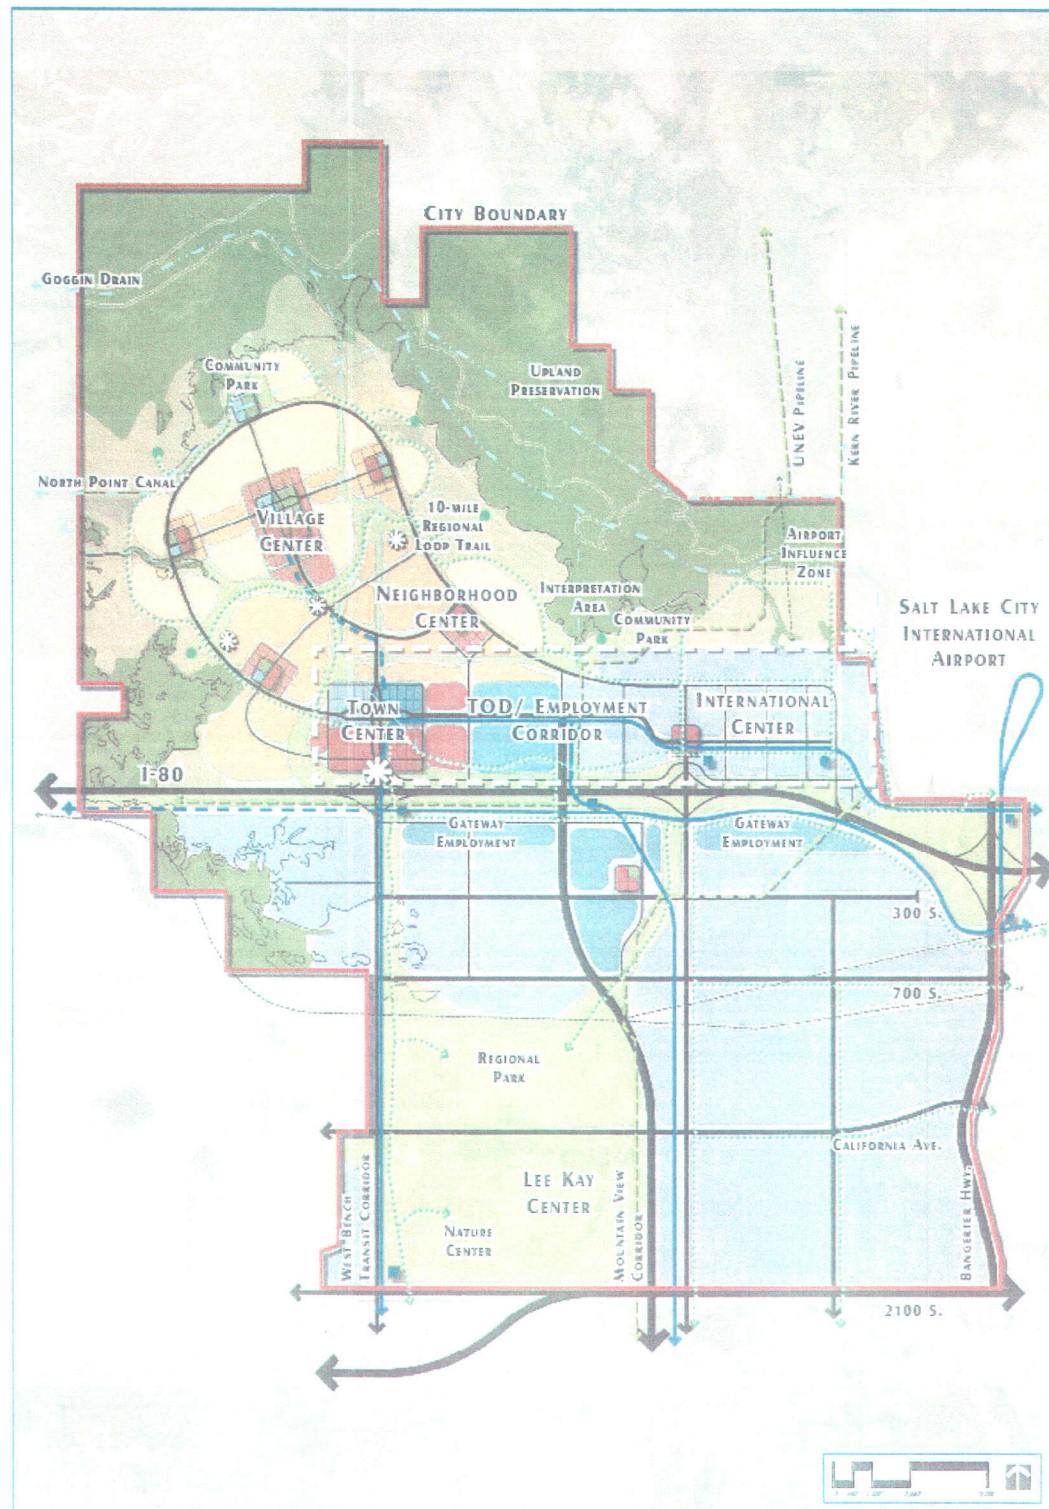 CITY BOUNDARY
GOGGIN DRAIN
COMMUNITY
PARK
UPLAND
PRESERVATION
UNEV PIPELINE
KERN RIVER PIPELINE
NORTH POINT CANAL
VILLAGE
CENTER
10-MILE
REGIONAL
LOOP TRAIL
AIRPORT
INFLUENCE
ZONE
NEIGHBORHOOD
CENTER
INTERPRETATION
AREA
COMMUNITY
PARK
SALT LAKE CITY
INTERNATIONAL
AIRPORT
TOWN
CENTER
TOD/ EMPLOYMENT
CORRIDOR
INTERNATIONAL
CENTER
I-80
GATEWAY
EMPLOYMENT
GATEWAY
EMPLOYMENT
300 S.
700 S.
REGIONAL
PARK
CALIFORNIA AVE.
LEE KAY
CENTER
NATURE
CENTER
WEST BENCH
TRANSIT CORRIDOR
MOUNTAIN VIEW
CORRIDOR
BANGERTER HWY.
2100 S.